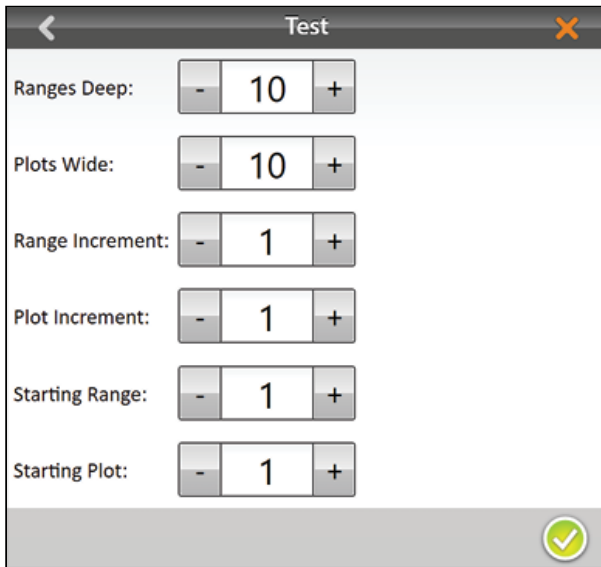 Test
Ranges Deep: - 10 +
Plots Wide: - 10 +
Range Increment: - 1 +
Plot Increment: - 1 +
Starting Range: - 1 +
Starting Plot: - 1 +